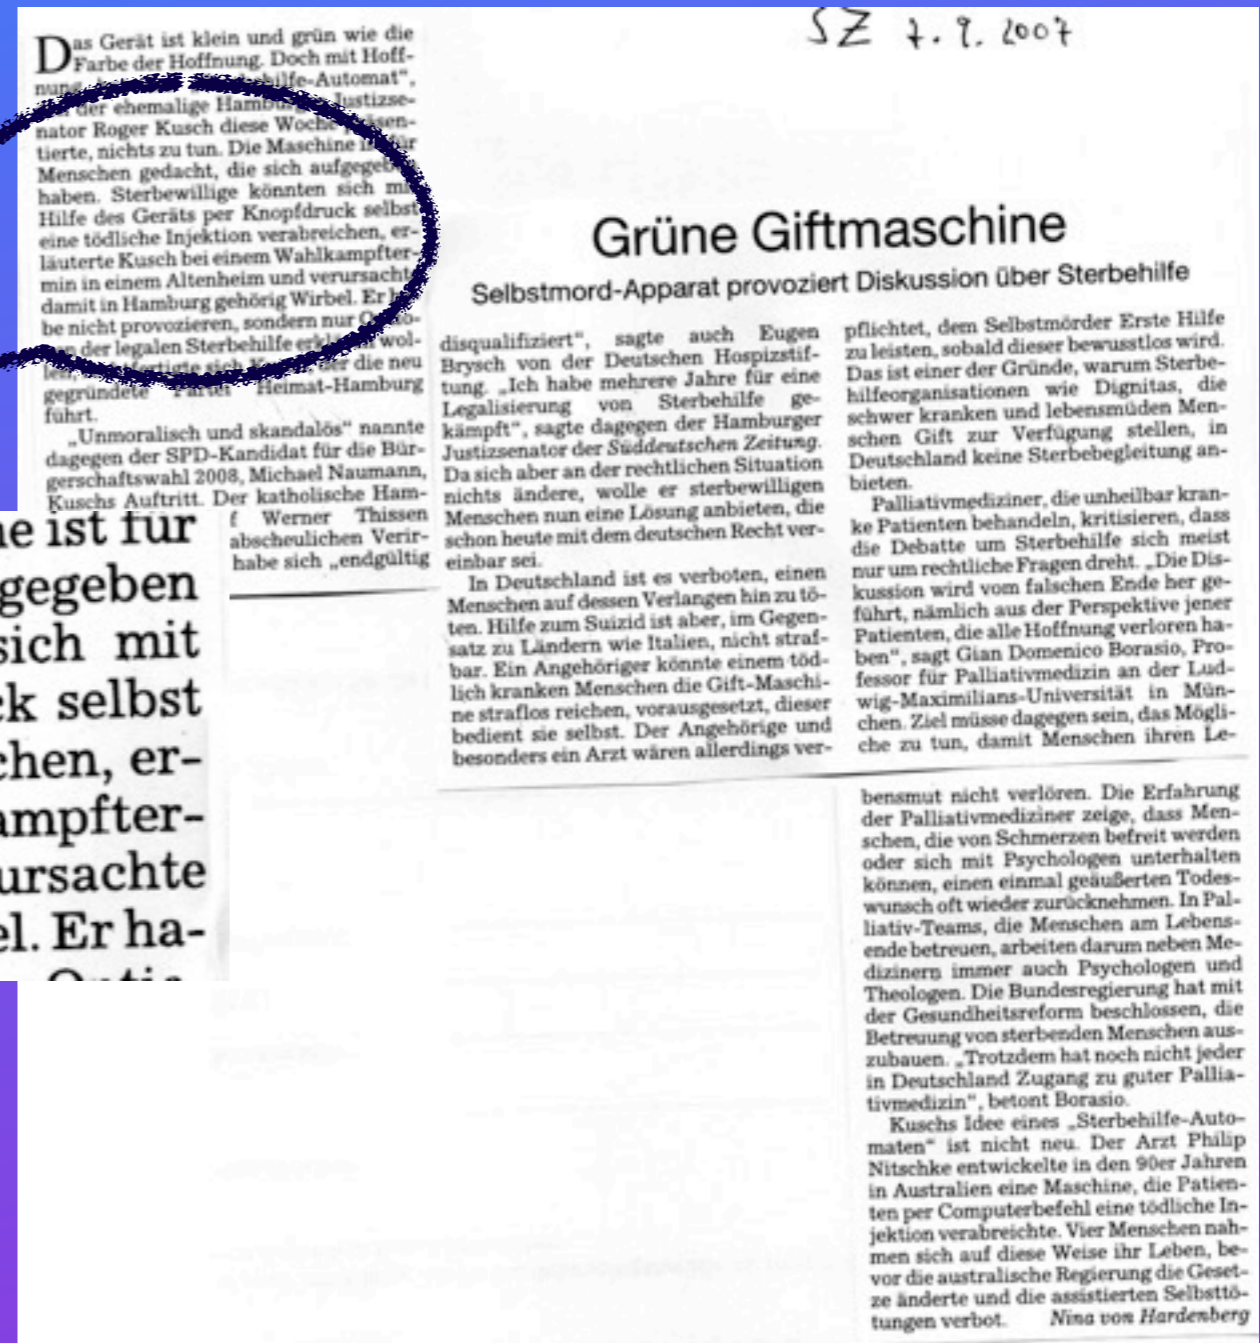 SZ 7. 9. 2007
Grüne Giftmaschine
Selbstmord-Apparat provoziert Diskussion über Sterbehilfe
Das Gerät ist klein und grün wie die
Farbe der Hoffnung. Doch mit Hoff-
nung
der ehemalige Justizse-
nator Roger Kusch diese Woche
tierte, nichts zu tun. Die Maschine für
Menschen gedacht, die sich
haben. Sterbewillige könnten sich
Hilfe des Geräts per Knopfdruck selbst
eine tödliche Injektion verabreichen, er-
läuterte Kusch bei einem Wahlkampfter-
min in einem Altenheim und verursachte
damit in Hamburg gehörig Wirbel. Er
be nicht provozieren, sondern nur
der legalen Sterbehilfe wol-
len, sich der die neu
gegründete Partei Heimat-Hamburg
führt.
„Unmoralisch und skandalös“ nannte
dagegen der SPD-Kandidat für die Bür-
gerschaftswahl 2008, Michael Naumann,
Kuschs Auftritt. Der katholische Ham-
f Werner Thissen
abscheulichen Verir-
habe sich „endgültig
ne ist für
gegeben
sich mit
ck selbst
chen, er-
ampfter-
ursachte
el. Er ha-
disqualifiziert“, sagte auch Eugen
Brysch von der Deutschen Hospizstif-
tung. „Ich habe mehrere Jahre für eine
Legalisierung von Sterbehilfe ge-
kämpft“, sagte dagegen der Hamburger
Justizsenator der Süddeutschen Zeitung.
Da sich aber an der rechtlichen Situation
nichts ändere, wolle er sterbewilligen
Menschen nun eine Lösung anbieten, die
schon heute mit dem deutschen Recht ver-
einbar sei.
In Deutschland ist es verboten, einen
Menschen auf dessen Verlangen hin zu tö-
ten. Hilfe zum Suizid ist aber, im Gegen-
satz zu Ländern wie Italien, nicht straf-
bar. Ein Angehöriger könnte einem töd-
lich kranken Menschen die Gift-Maschi-
ne straflos reichen, vorausgesetzt, dieser
bedient sie selbst. Der Angehörige und
besonders ein Arzt wären allerdings ver-
pflichtet, dem Selbstmörder Erste Hilfe
zu leisten, sobald dieser bewusstlos wird.
Das ist einer der Gründe, warum Sterbe-
hilfeorganisationen wie Dignitas, die
schwer kranken und lebensmüden Men-
schen Gift zur Verfügung stellen, in
Deutschland keine Sterbebegleitung an-
bieten.
Palliativmediziner, die unheilbar kran-
ke Patienten behandeln, kritisieren, dass
die Debatte um Sterbehilfe sich meist
nur um rechtliche Fragen dreht. „Die Dis-
kussion wird vom falschen Ende her ge-
führt, nämlich aus der Perspektive jener
Patienten, die alle Hoffnung verloren ha-
ben“, sagt Gian Domenico Borasio, Pro-
fessor für Palliativmedizin an der Lud-
wig-Maximilians-Universität in Mün-
chen. Ziel müsse dagegen sein, das Mögli-
che zu tun, damit Menschen ihren Le-
bensmut nicht verlören. Die Erfahrung
der Palliativmediziner zeige, dass Men-
schen, die von Schmerzen befreit werden
oder sich mit Psychologen unterhalten
können, einen einmal geäußerten Todes-
wunsch oft wieder zurücknehmen. In Pal-
liativ-Teams, die Menschen am Lebens-
ende betreuen, arbeiten darum neben Me-
dizinern immer auch Psychologen und
Theologen. Die Bundesregierung hat mit
der Gesundheitsreform beschlossen, die
Betreuung von sterbenden Menschen aus-
zubauen. „Trotzdem hat noch nicht jeder
in Deutschland Zugang zu guter Pallia-
tivmedizin“, betont Borasio.
Kuschs Idee eines „Sterbehilfe-Auto-
maten“ ist nicht neu. Der Arzt Philip
Nitschke entwickelte in den 90er Jahren
in Australien eine Maschine, die Patien-
ten per Computerbefehl eine tödliche In-
jektion verabreichte. Vier Menschen nah-
men sich auf diese Weise ihr Leben, be-
vor die australische Regierung die Geset-
ze änderte und die assistierten Selbsttö-
tungen verbot. Nina von Hardenberg